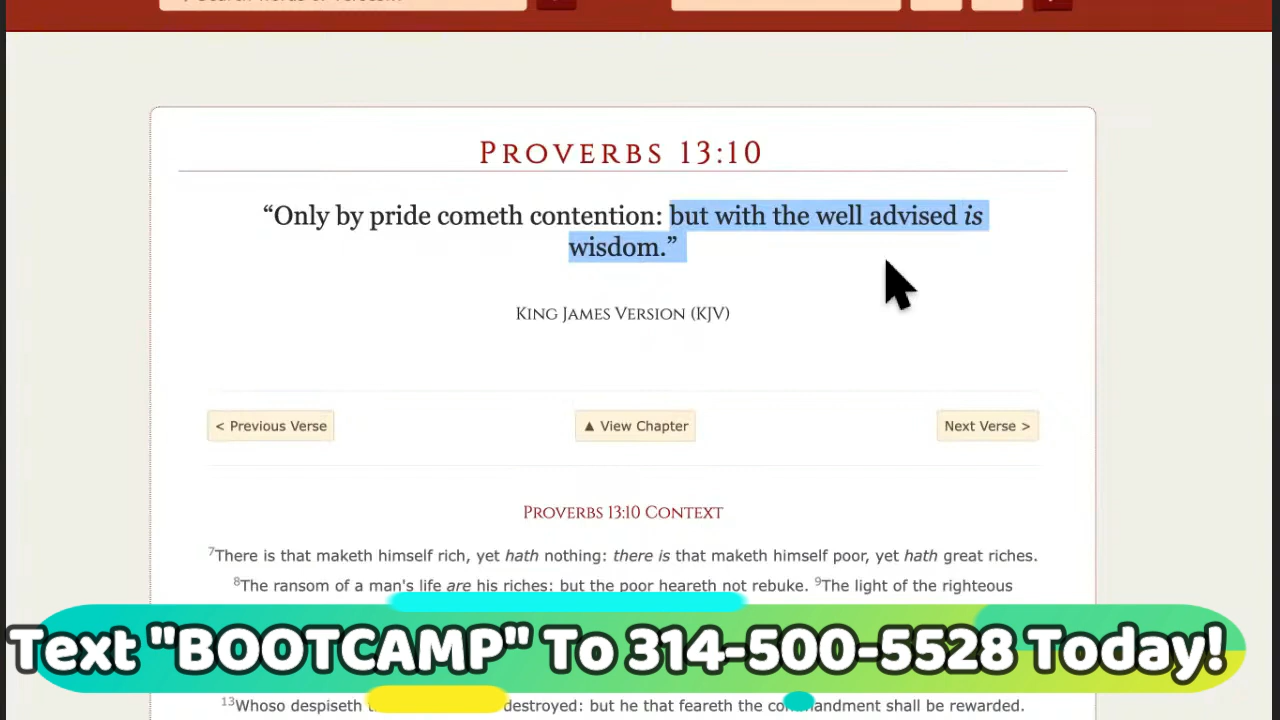 PROVERBS 13:10
“Only by pride cometh contention: but with the well advised is
wisdom.”
KING JAMES VERSION (KJV)
< Previous Verse
▲ View Chapter
Next Verse >
PROVERBS 13:10 CONTEXT
7There is that maketh himself rich, yet hath nothing: there is that maketh himself poor, yet hath great riches.
8The ransom of a man's life are his riches: but the poor heareth not rebuke. 9The light of the righteous
Text "BOOTCAMP" To 314-500-5528 Today!
13Whoso despiseth destroyed: but he that feareth the commandment shall be rewarded.